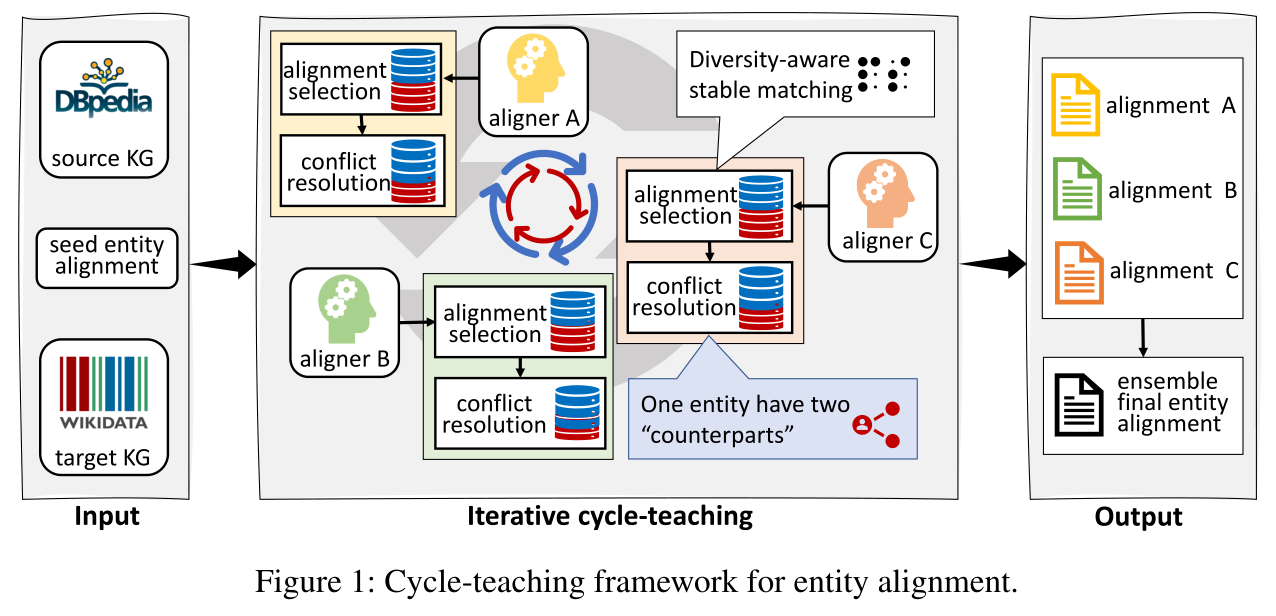 DBpedia
source KG
seed entity
alignment
WIKIDATA
target KG
Input
alignment
selection
conflict
resolution
aligner A
Diversity-aware
stable matching
alignment
selection
conflict
resolution
aligner C
aligner B
alignment
selection
conflict
resolution
One entity have two
“counterparts”
Iterative cycle-teaching
alignment A
alignment B
alignment C
ensemble
final entity
alignment
Output
Figure 1: Cycle-teaching framework for entity alignment.